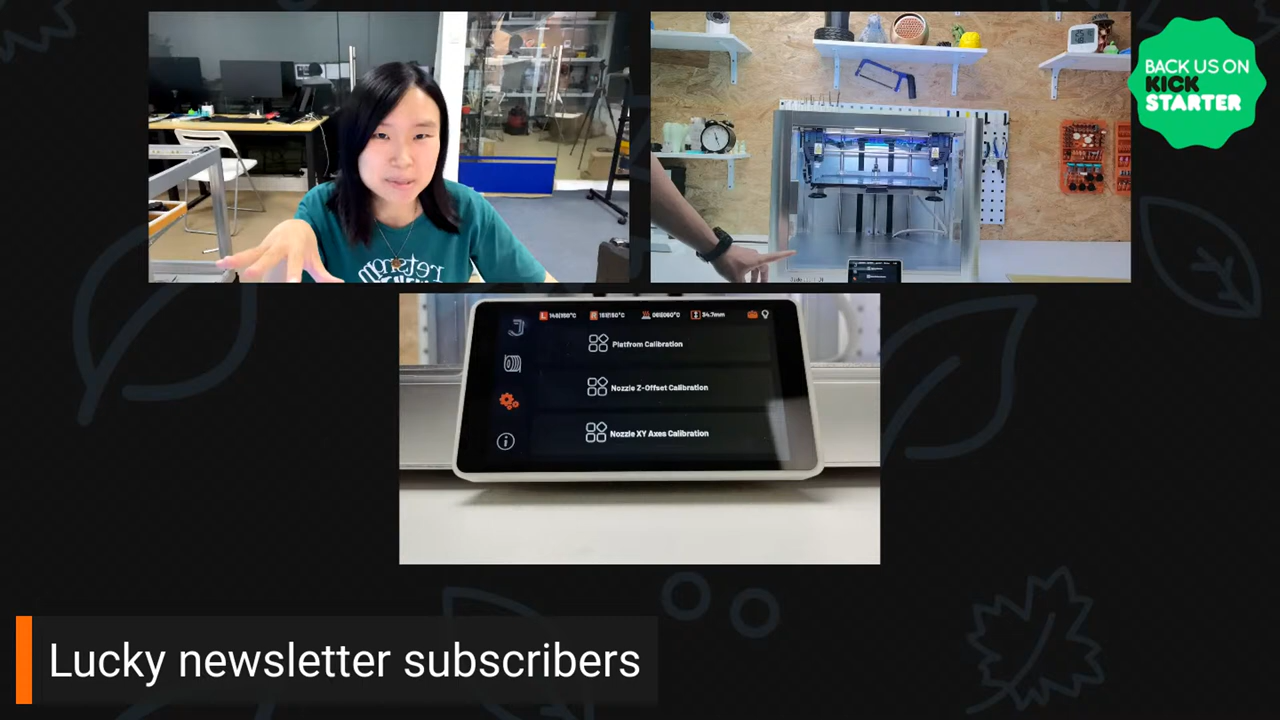 BACK US ON
KICK
STARTER
Platfrom Calibration
Nozzle Z-Offset Calibration
Nozzle XY Axes Calibration
Lucky newsletter subscribers